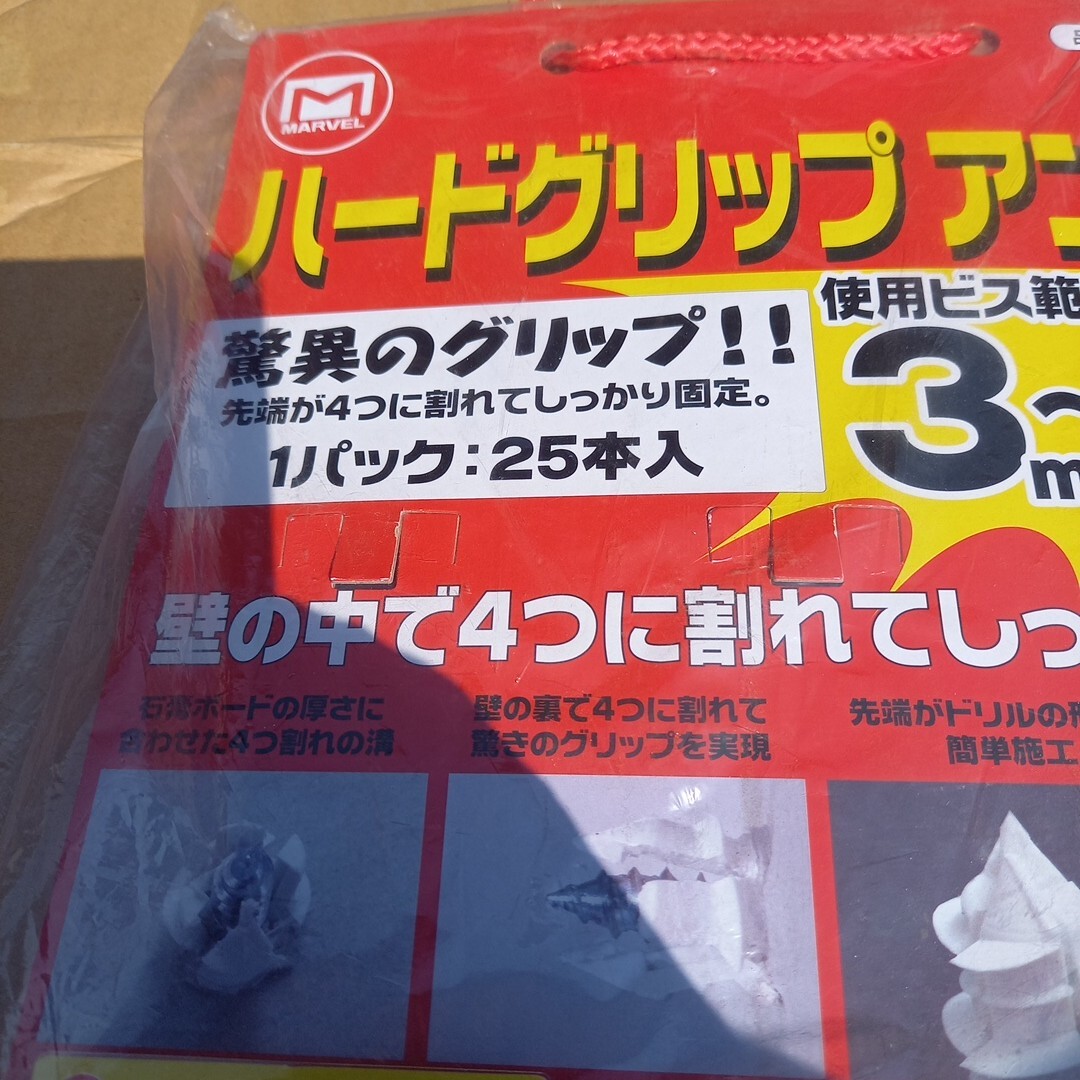 MARVEL
ハードグリップ アン
使用ビス範
3～
m
驚異のグリップ!!
先端が4つに割れてしっかり固定。
1パック:25本入
壁の中で4つに割れてしっ
石膏ボードの厚さに
合わせた4つ割れの溝
壁の裏で4つに割れて
驚きのグリップを実現
先端がドリルの形
簡単施工